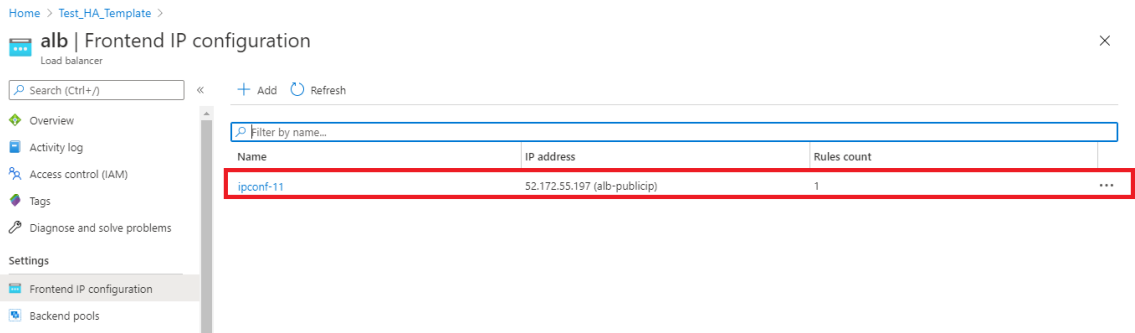 Home > Test_HA_Template >
alb | Frontend IP configuration
Load balancer
Search (Ctrl+/)
«
+ Add Refresh
Overview
Activity log
Access control (IAM)
Tags
Diagnose and solve problems
Settings
Frontend IP configuration
Backend pools
Filter by name...
Name IP address Rules count
ipconf-11 52.172.55.197 (alb-publicip) 1 ...